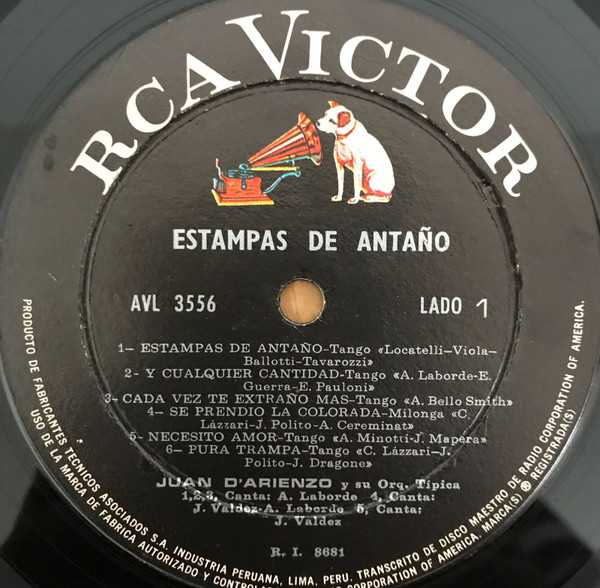 RCA VICTOR
ESTAMPAS DE ANTAÑO
AVL 3556
LADO 1
1- ESTAMPAS DE ANTAÑO-Tango «Locatelli-Viola-
Ballotti-Tavarozzi»
2- Y CUALQUIER CANTIDAD-Tango «A. Laborde-E.
Guerra-E. Pauloni»
3- CADA VEZ TE EXTRAÑO MAS-Tango «A. Bello Smith»
4- SE PRENDIO LA COLORADA-Milonga «C.
Lázzari-J. Polito-A. Cereminat»
5- NECESITO AMOR-Tango «A. Minotti-J. Mapera»
6- PURA TRAMPA-Tango «C. Lázzari-J.
Polito-J. Dragone»
JUAN D'ARIENZO y su Orq. Típica
1,2,3, Canta: A. Laborde 4, Canta:
J. Valdez-A. Laborde 5, Canta:
J. Valdez
R. I. 8681
PRODUCTO DE FABRICANTES TECNICOS ASOCIADOS S.A. INDUSTRIA PERUANA, LIMA, PERU. TRANSCRITO DE DISCO MAESTRO DE RADIO CORPORATION OF AMERICA.
USO DE LA MARCA DE FABRICA AUTORIZADO Y CORPORATION OF AMERICA. MARCA(S) ® REGISTRADA(S)